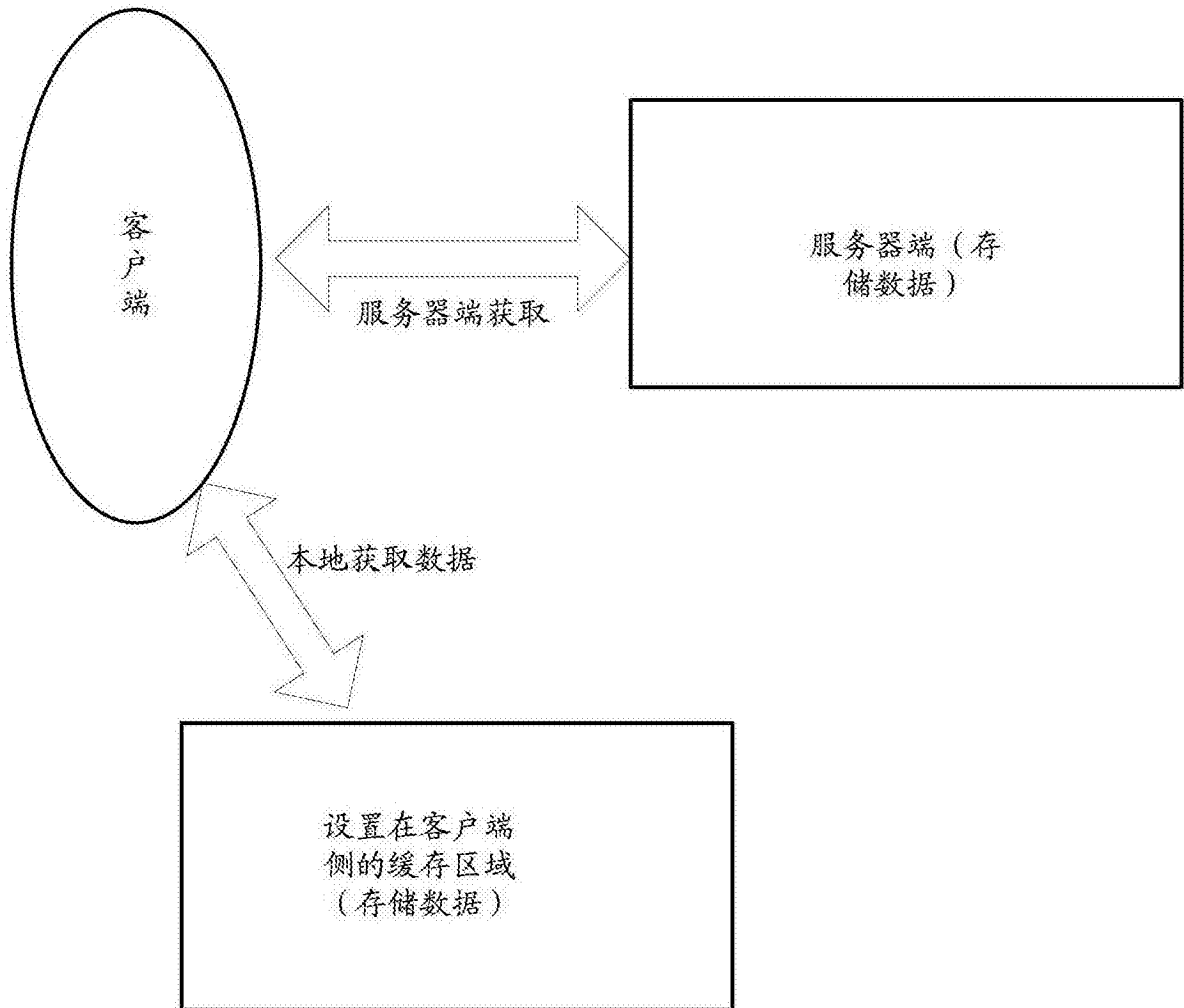 客
户
端
服务器端（存
储数据）
服务器端获取
本地获取数据
设置在客户端
侧的缓存区域
（存储数据）